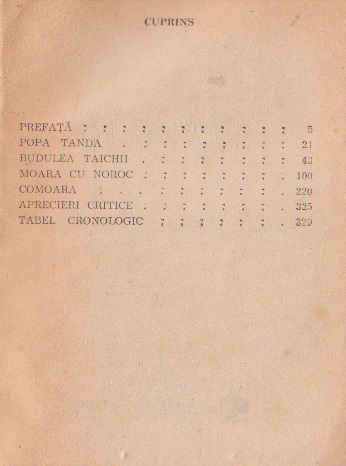 CUPRINS
PREFAȚĂ : : : : : : : : : : : 5
POPA TANDA . : : : : : : : . 21
BUDULEA TAICHII . : : : : : : . 43
MOARA CU NOROC : : : : : : : . 100
COMOARA . . . : : : : : : . 220
APRECIERI CRITICE . : : : : : : . 325
TABEL CRONOLOGIC : : : : : : . 329